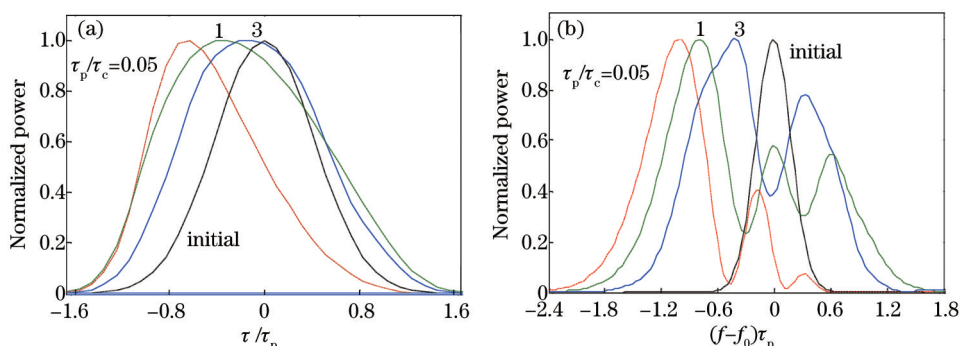 (a)
1 3
τp/τc=0.05
initial
Normalized power
1.0
0.8
0.6
0.4
0.2
0
−1.6 −0.8 0 0.8 1.6
τ/τp
(b)
1 3
τp/τc=0.05
initial
Normalized power
1.0
0.8
0.6
0.4
0.2
0
−2.4 −1.8 −1.2 −0.6 0 0.6 1.2 1.8
(f−f0)τp